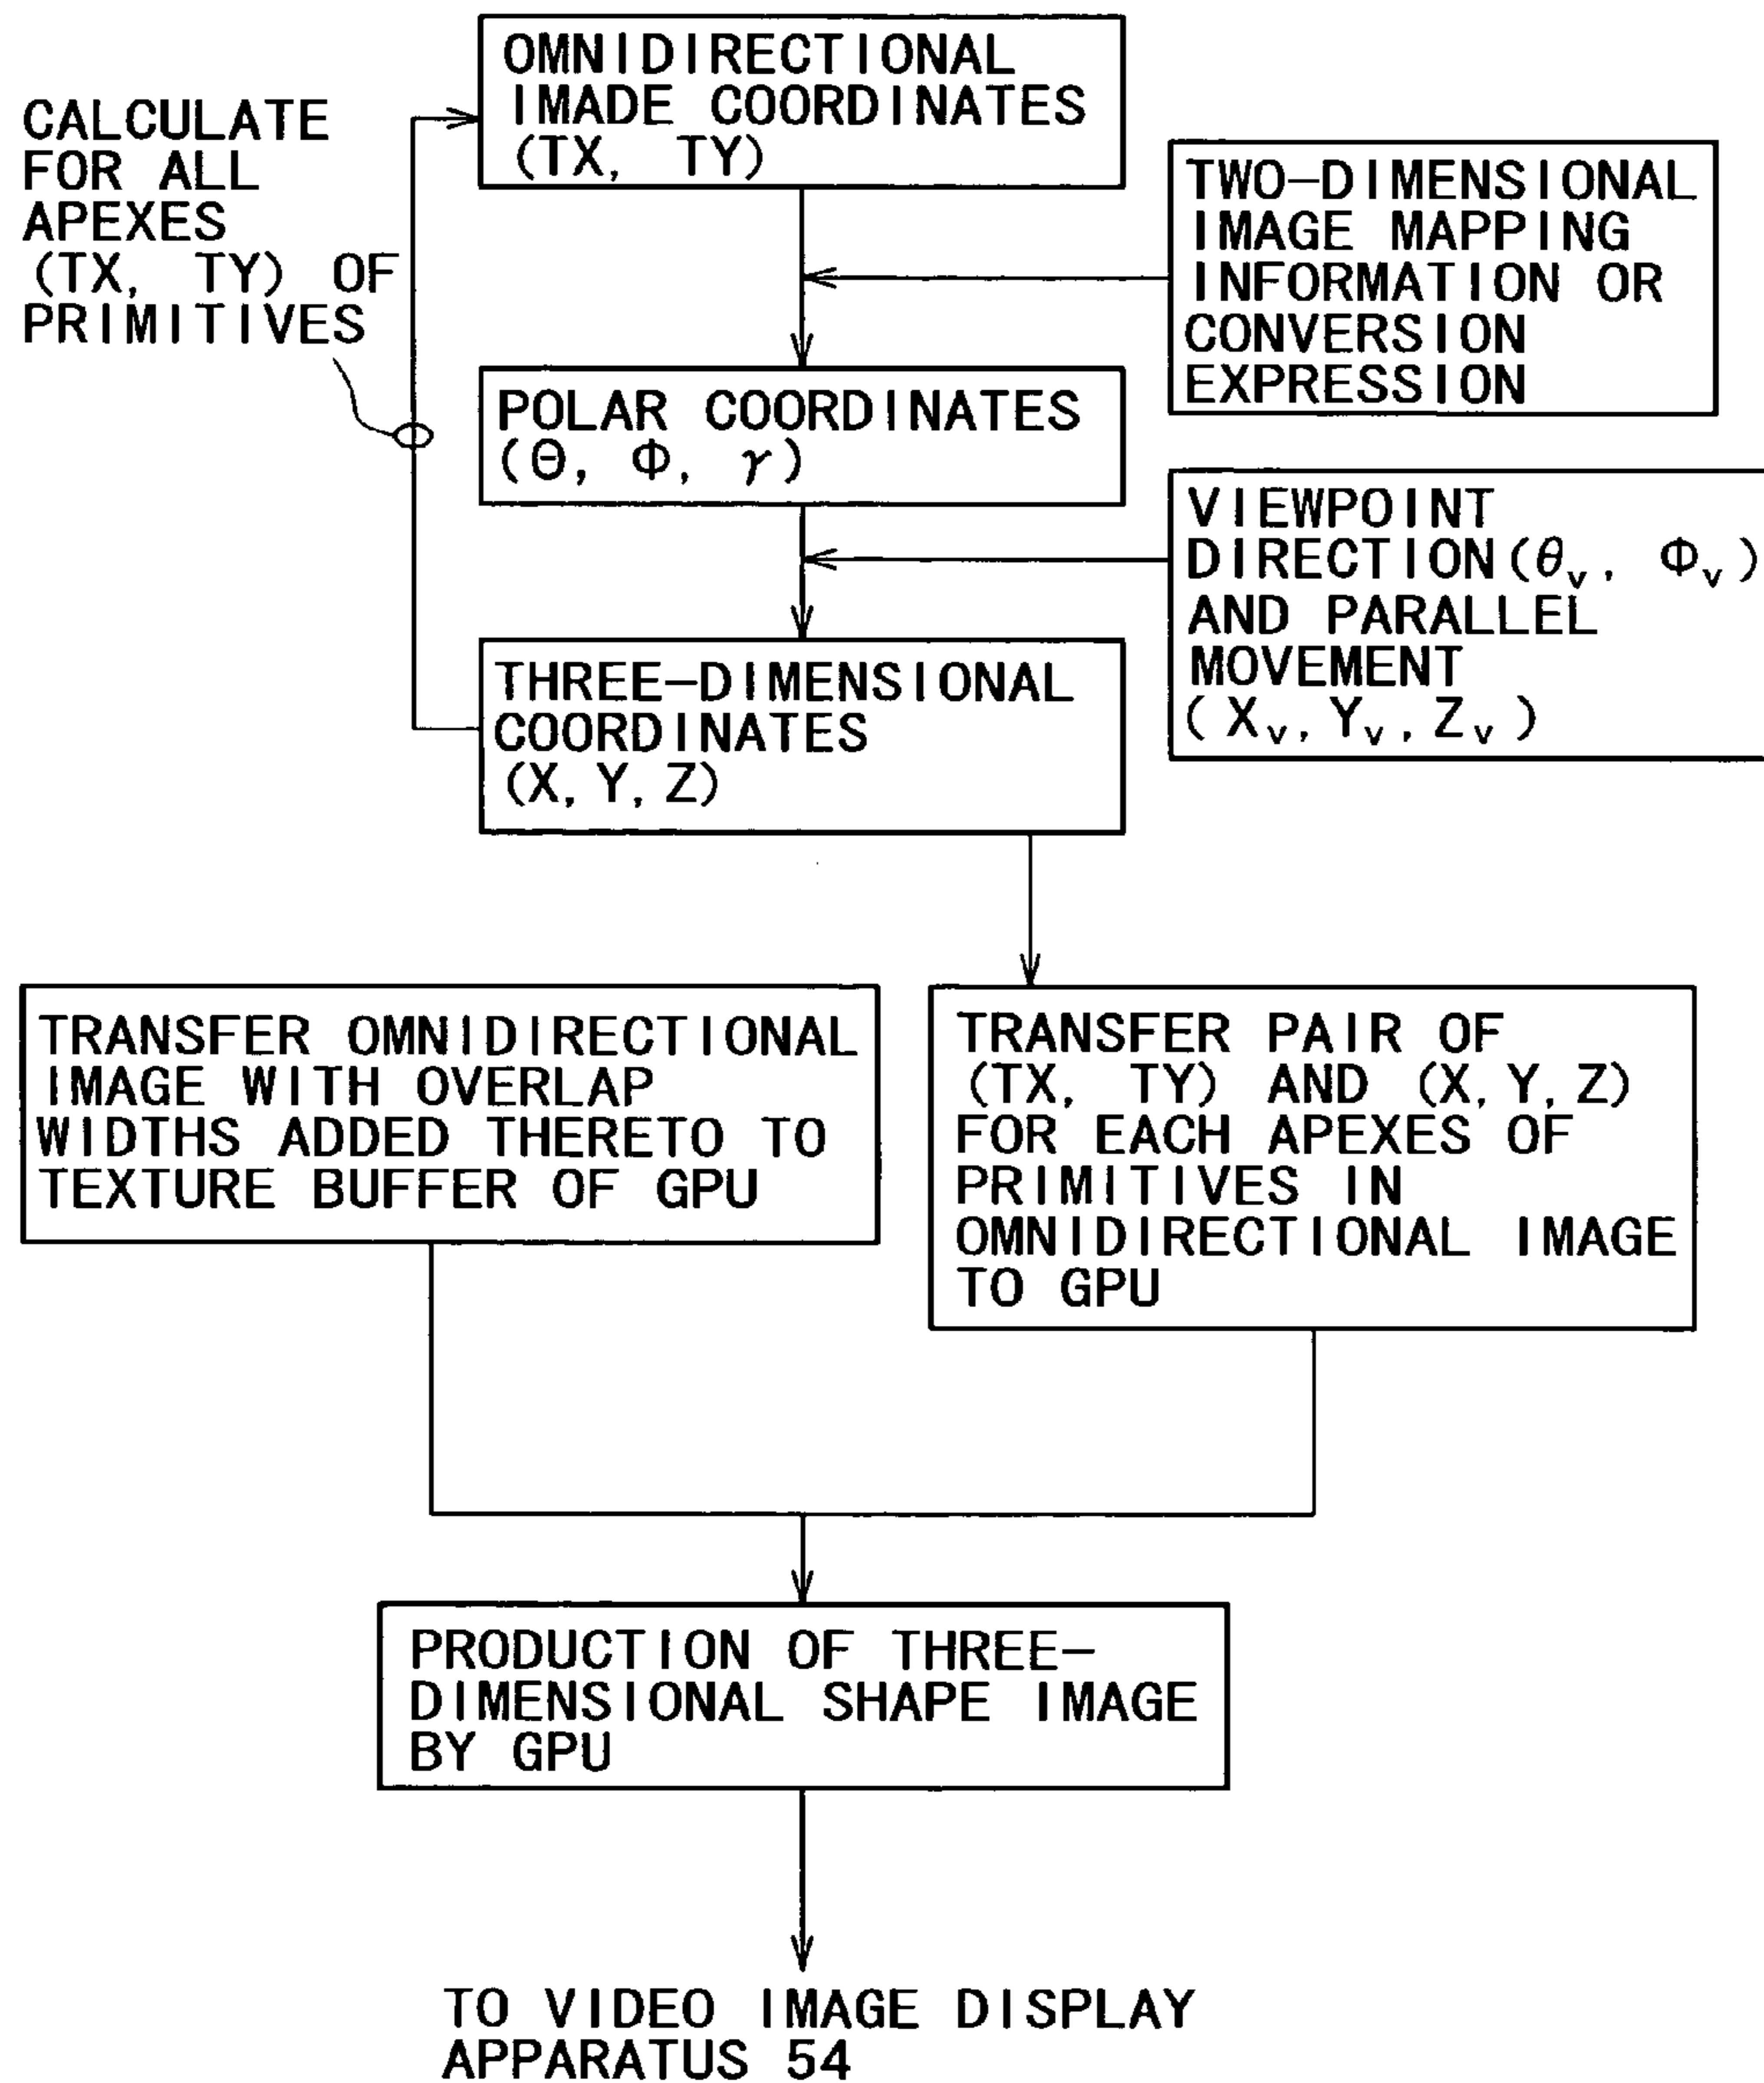 OMNIDIRECTIONAL
IMADE COORDINATES
(TX, TY)
CALCULATE
FOR ALL
APEXES
(TX, TY) OF
PRIMITIVES
TWO-DIMENSIONAL
IMAGE MAPPING
INFORMATION OR
CONVERSION
EXPRESSION
POLAR COORDINATES
(Θ, Φ, γ)
VIEWPOINT
DIRECTION(θv, Φv)
AND PARALLEL
MOVEMENT
(Xv, Yv, Zv)
THREE-DIMENSIONAL
COORDINATES
(X, Y, Z)
TRANSFER OMNIDIRECTIONAL
IMAGE WITH OVERLAP
WIDTHS ADDED THERETO TO
TEXTURE BUFFER OF GPU
TRANSFER PAIR OF
(TX, TY) AND (X, Y, Z)
FOR EACH APEXES OF
PRIMITIVES IN
OMNIDIRECTIONAL IMAGE
TO GPU
PRODUCTION OF THREE-
DIMENSIONAL SHAPE IMAGE
BY GPU
TO VIDEO IMAGE DISPLAY
APPARATUS 54